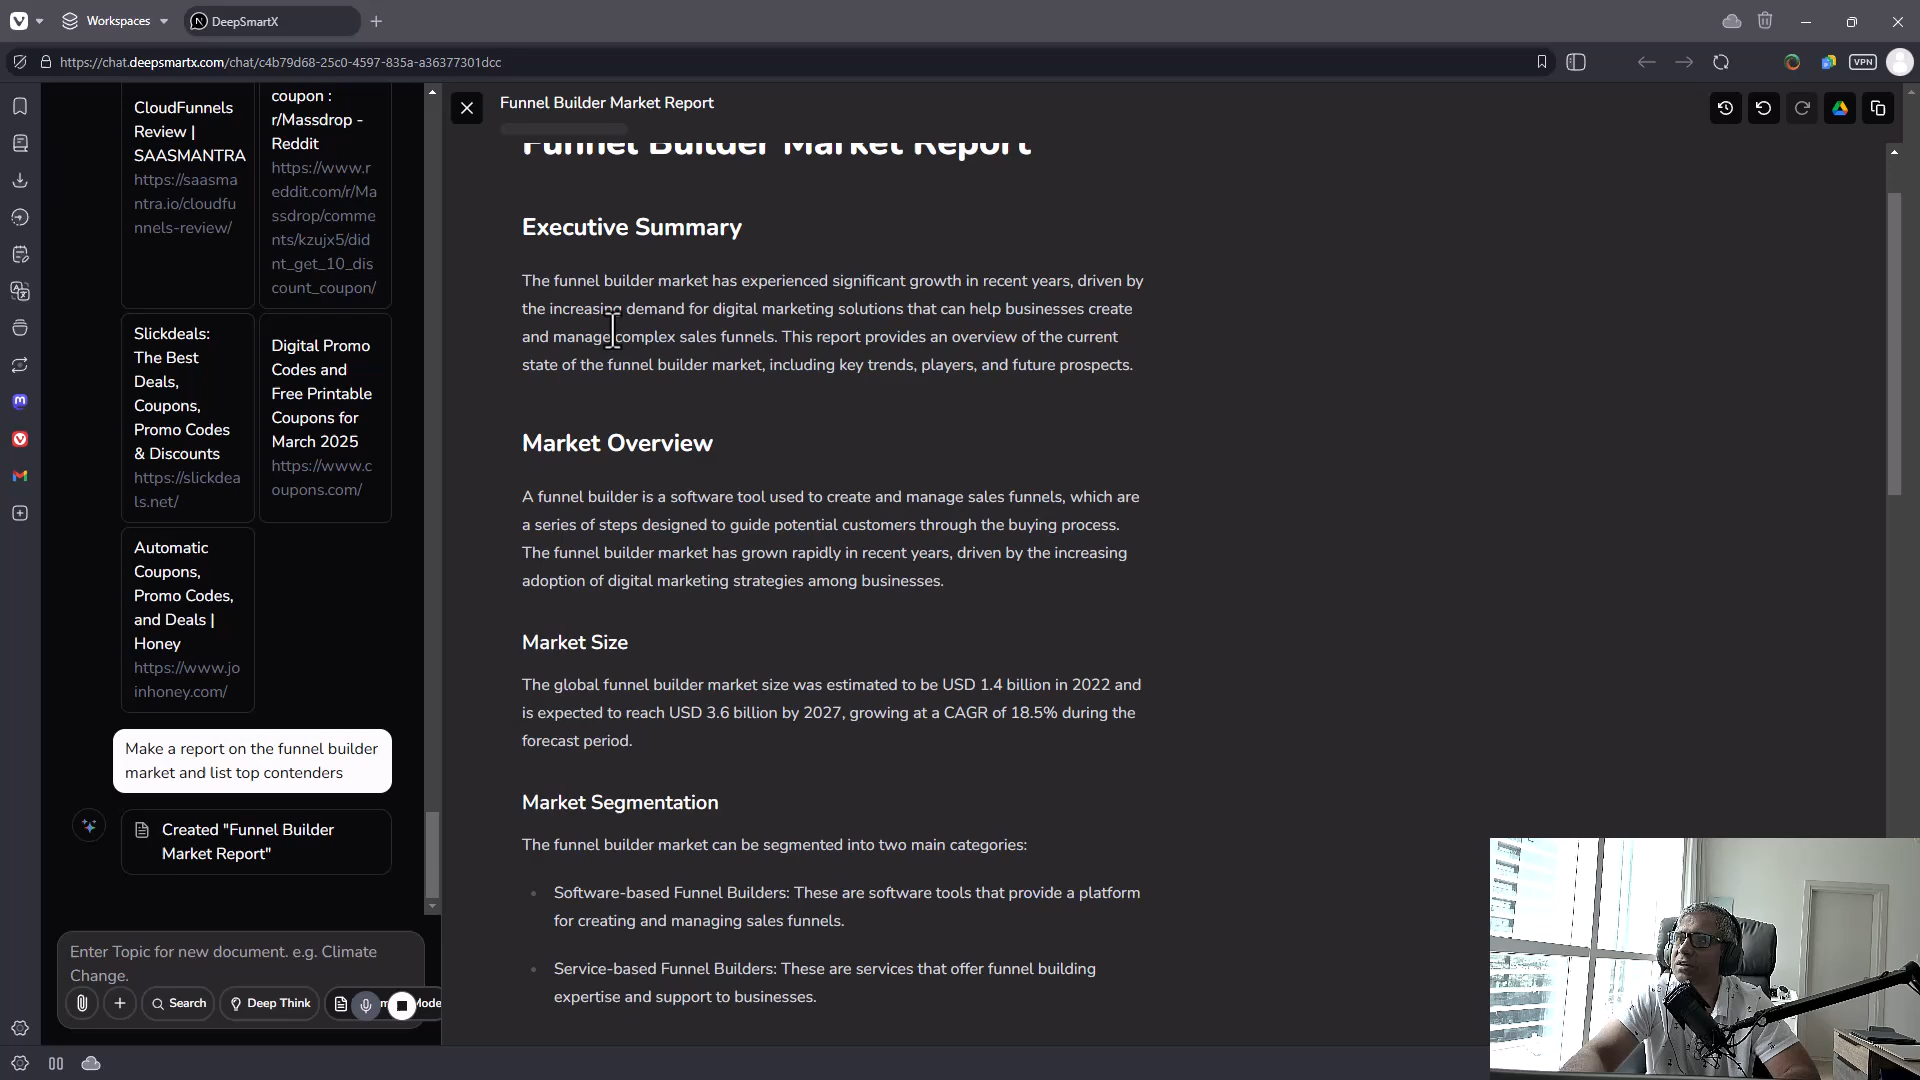 Workspaces
DeepSmartX
https://chat.deepsmartx.com/chat/c4b79d68-25c0-4597-835a-a36377301dcc
VPN
CloudFunnels
Review |
SAASMANTRA
https://saasma
ntra.io/cloudfu
nnels-review/
coupon :
r/Massdrop -
Reddit
https://www.r
eddit.com/r/Ma
ssdrop/comme
nts/kzujx5/did
nt_get_10_dis
count_coupon/
Slickdeals:
The Best
Deals,
Coupons,
Promo Codes
& Discounts
https://slickdea
ls.net/
Digital Promo
Codes and
Free Printable
Coupons for
March 2025
https://www.c
oupons.com/
Automatic
Coupons,
Promo Codes,
and Deals |
Honey
https://www.jo
inhoney.com/
Make a report on the funnel builder
market and list top contenders
Created "Funnel Builder
Market Report"
Enter Topic for new document. e.g. Climate
Change.
Search
Deep Think
Mode
Funnel Builder Market Report
Funnel Builder Market Report
Executive Summary
The funnel builder market has experienced significant growth in recent years, driven by
the increasing demand for digital marketing solutions that can help businesses create
and manage complex sales funnels. This report provides an overview of the current
state of the funnel builder market, including key trends, players, and future prospects.
Market Overview
A funnel builder is a software tool used to create and manage sales funnels, which are
a series of steps designed to guide potential customers through the buying process.
The funnel builder market has grown rapidly in recent years, driven by the increasing
adoption of digital marketing strategies among businesses.
Market Size
The global funnel builder market size was estimated to be USD 1.4 billion in 2022 and
is expected to reach USD 3.6 billion by 2027, growing at a CAGR of 18.5% during the
forecast period.
Market Segmentation
The funnel builder market can be segmented into two main categories:
Software-based Funnel Builders: These are software tools that provide a platform
for creating and managing sales funnels.
Service-based Funnel Builders: These are services that offer funnel building
expertise and support to businesses.